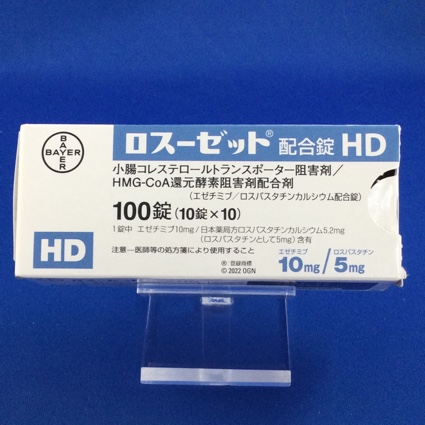 BAYER
BAYER
ロスーゼット® 配合錠 HD
小腸コレステロールトランスポーター阻害剤／
HMG-CoA還元酵素阻害剤配合剤
（エゼチミブ／ロスバスタチンカルシウム配合錠）
100錠（10錠×10）
1錠中 エゼチミブ10mg／日本薬局方ロスバスタチンカルシウム5.2mg
（ロスバスタチンとして5mg）含有
HD
注意－医師等の処方箋により使用すること
エゼチミブ ロスバスタチン
10mg/5mg
®：登録商標
© 2022 OGN